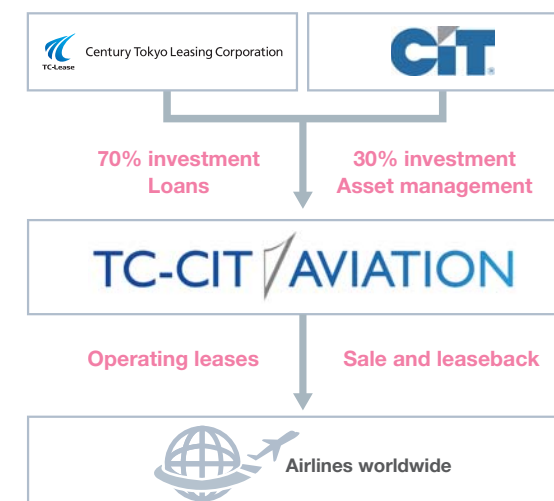 TC-Lease
Century Tokyo Leasing Corporation
CIT
70% investment
Loans
30% investment
Asset management
TC-CIT AVIATION
Operating leases
Sale and leaseback
Airlines worldwide